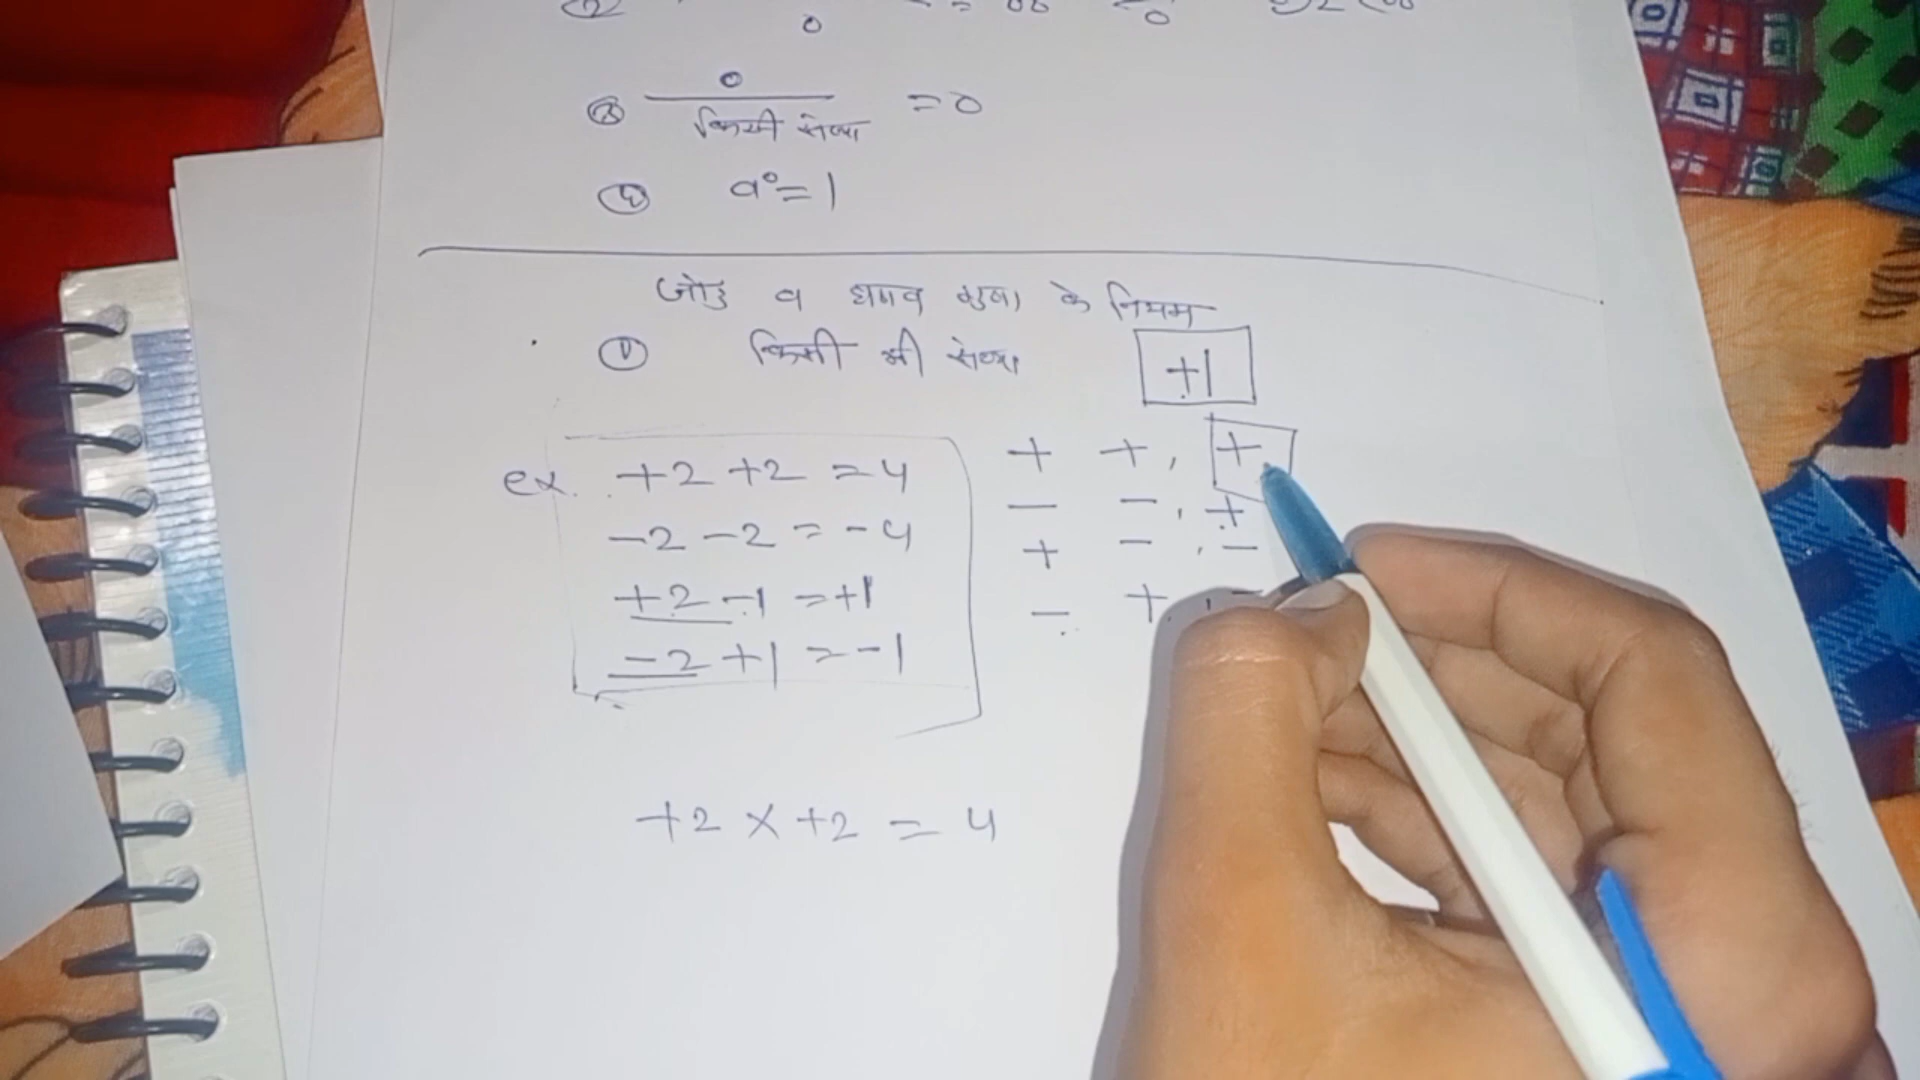 ③ 0 / किसी संख्या = 0
④ a⁰ = 1
जोड़ व घटाव गुणा के नियम
① किसी भी संख्या +1
ex. +2 +2 = 4 + + , +
-2 -2 = -4 - - , +
+2 -1 = +1 + - , -
-2 +1 = -1 - + , -
+2 × +2 = 4